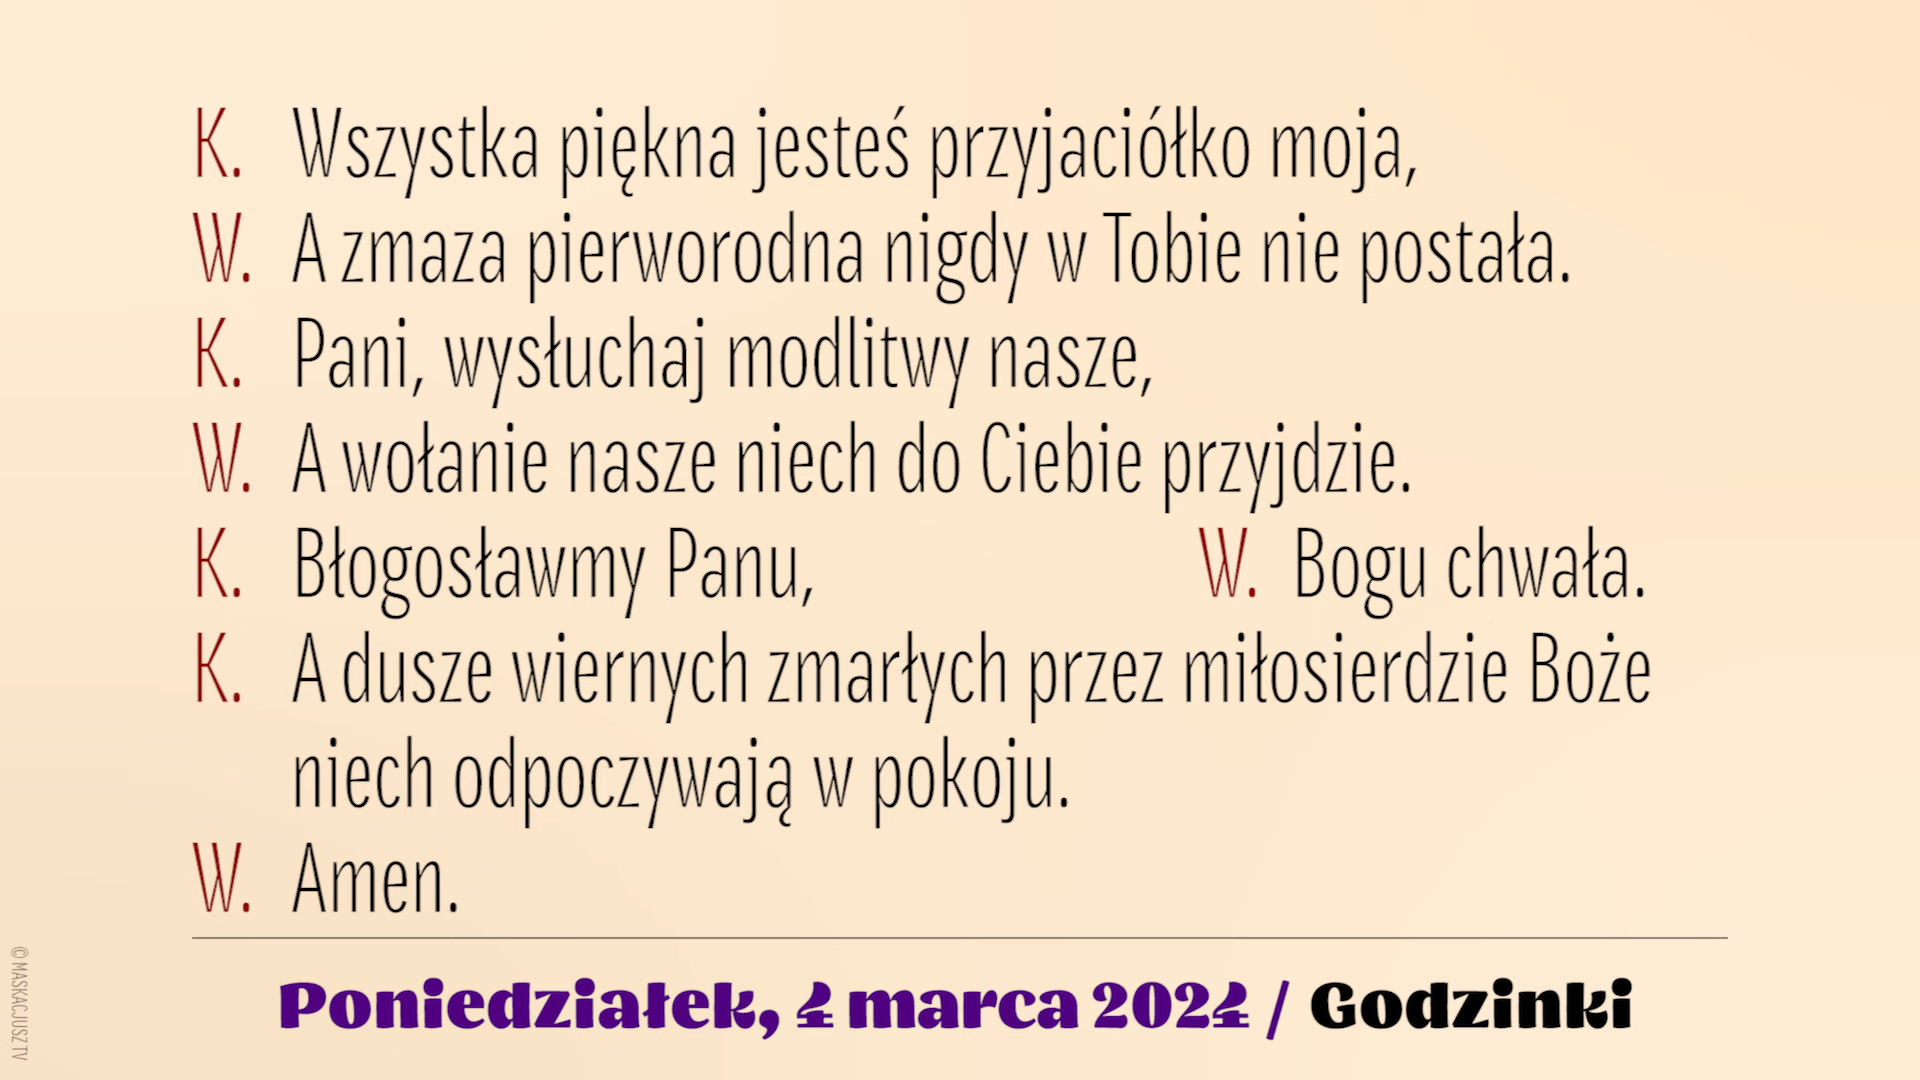 K. Wszystka piękna jesteś przyjaciółko moja,
W. A zmaza pierworodna nigdy w Tobie nie postała.
K. Pani, wysłuchaj modlitwy nasze,
W. A wołanie nasze niech do Ciebie przyjdzie.
K. Błogosławmy Panu, W. Bogu chwała.
K. A dusze wiernych zmarłych przez miłosierdzie Boże
niech odpoczywają w pokoju.
W. Amen.
Poniedziałek, 4 marca 2024 / Godzinki
© MASKACJUSZ TV